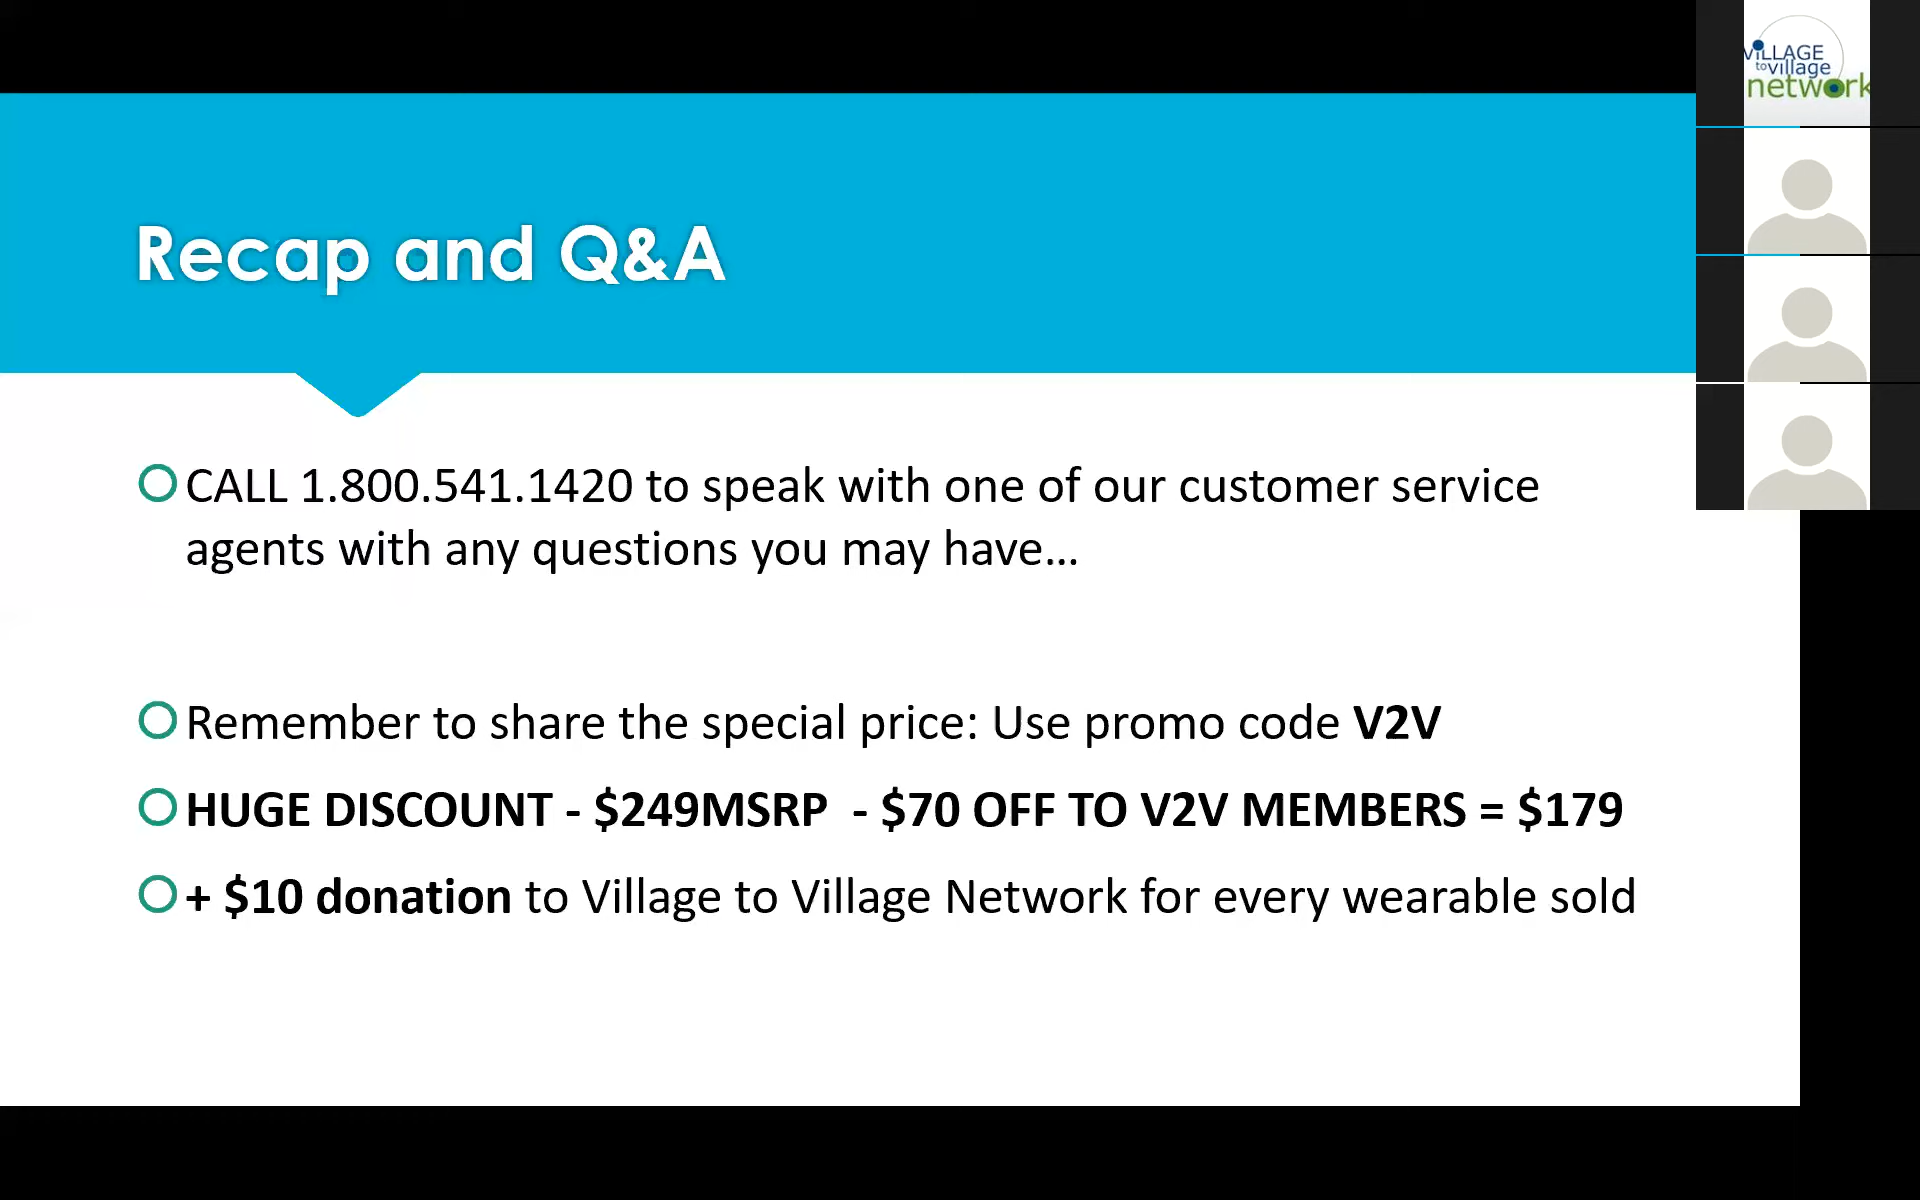 Recap and Q&A
CALL 1.800.541.1420 to speak with one of our customer service
agents with any questions you may have...
Remember to share the special price: Use promo code V2V
HUGE DISCOUNT - $249MSRP  - $70 OFF TO V2V MEMBERS = $179
+ $10 donation to Village to Village Network for every wearable sold
ViLLAGE
tovillage
network